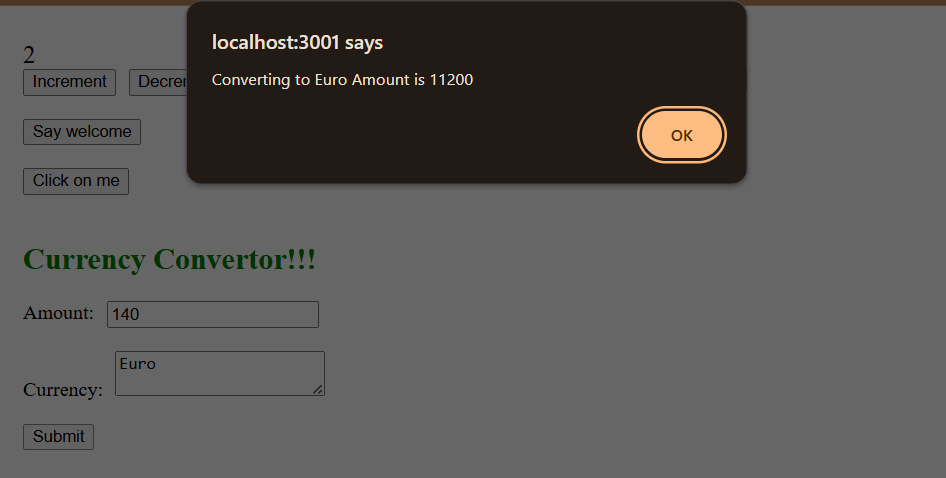 localhost:3001 says
Converting to Euro Amount is 11200
OK
2
Increment
Say welcome
Click on me
Currency Convertor!!!
Amount: 140
Currency: Euro
Submit